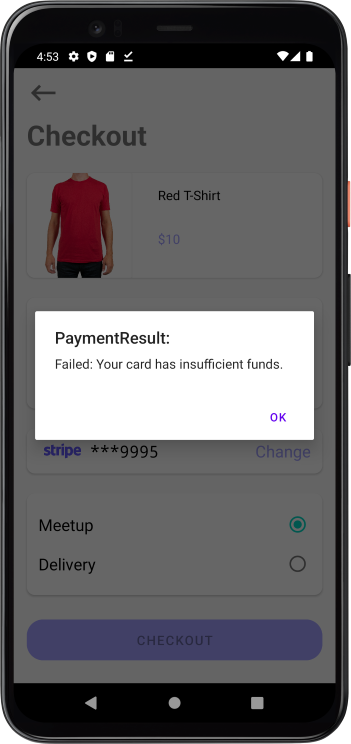 4:53
Checkout
Red T-Shirt
$10
PaymentResult:
Failed: Your card has insufficient funds.
OK
stripe ***9995 Change
Meetup
Delivery
CHECKOUT